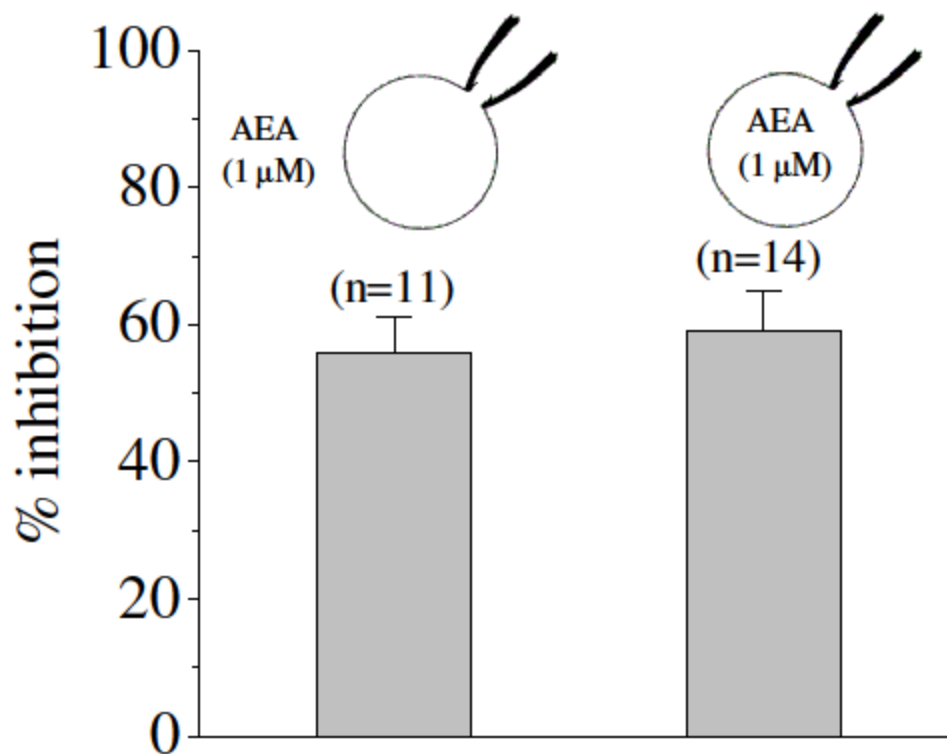 % inhibition
100
80
60
40
20
0
AEA
(1 μM)
(n=11)
AEA
(1 μM)
(n=14)